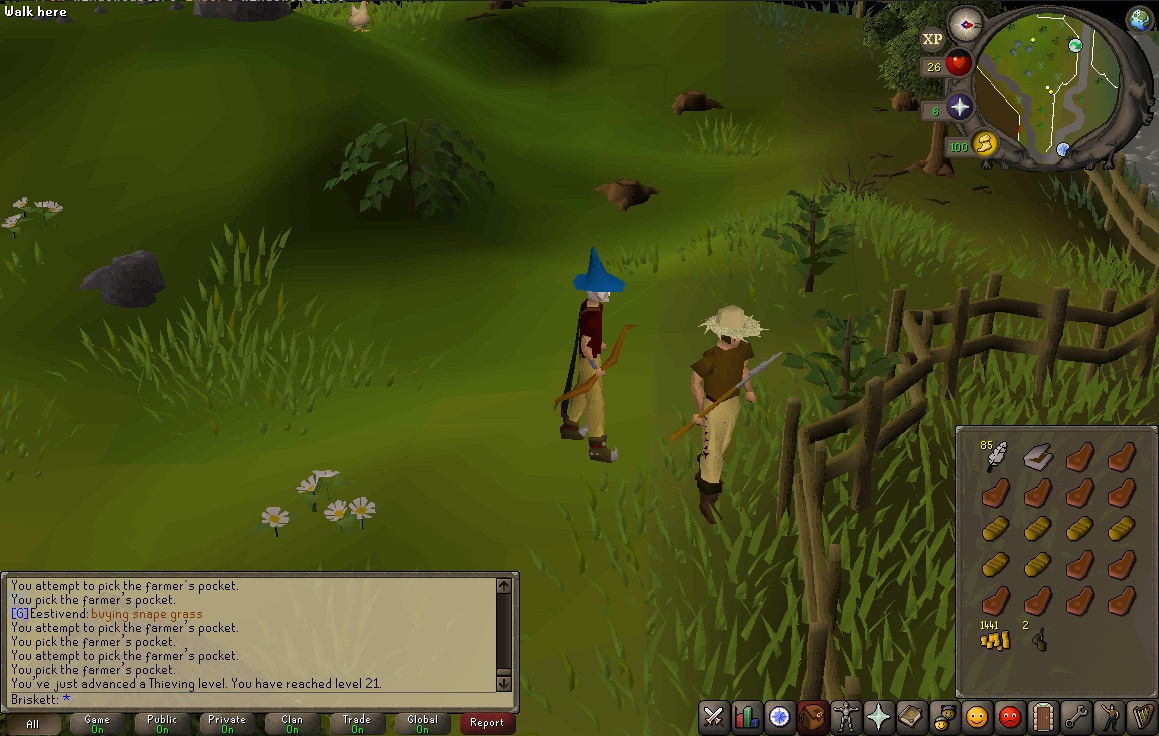 Walk here
XP
26
6
100
85
1441
2
You attempt to pick the farmer's pocket.
You pick the farmer's pocket.
[G]Eestivend: buying snape grass
You attempt to pick the farmer's pocket.
You pick the farmer's pocket.
You attempt to pick the farmer's pocket.
You pick the farmer's pocket.
You've just advanced a Thieving level. You have reached level 21.
Briskett: *
All
Game
On
Public
On
Private
On
Clan
On
Trade
On
Global
On
Report